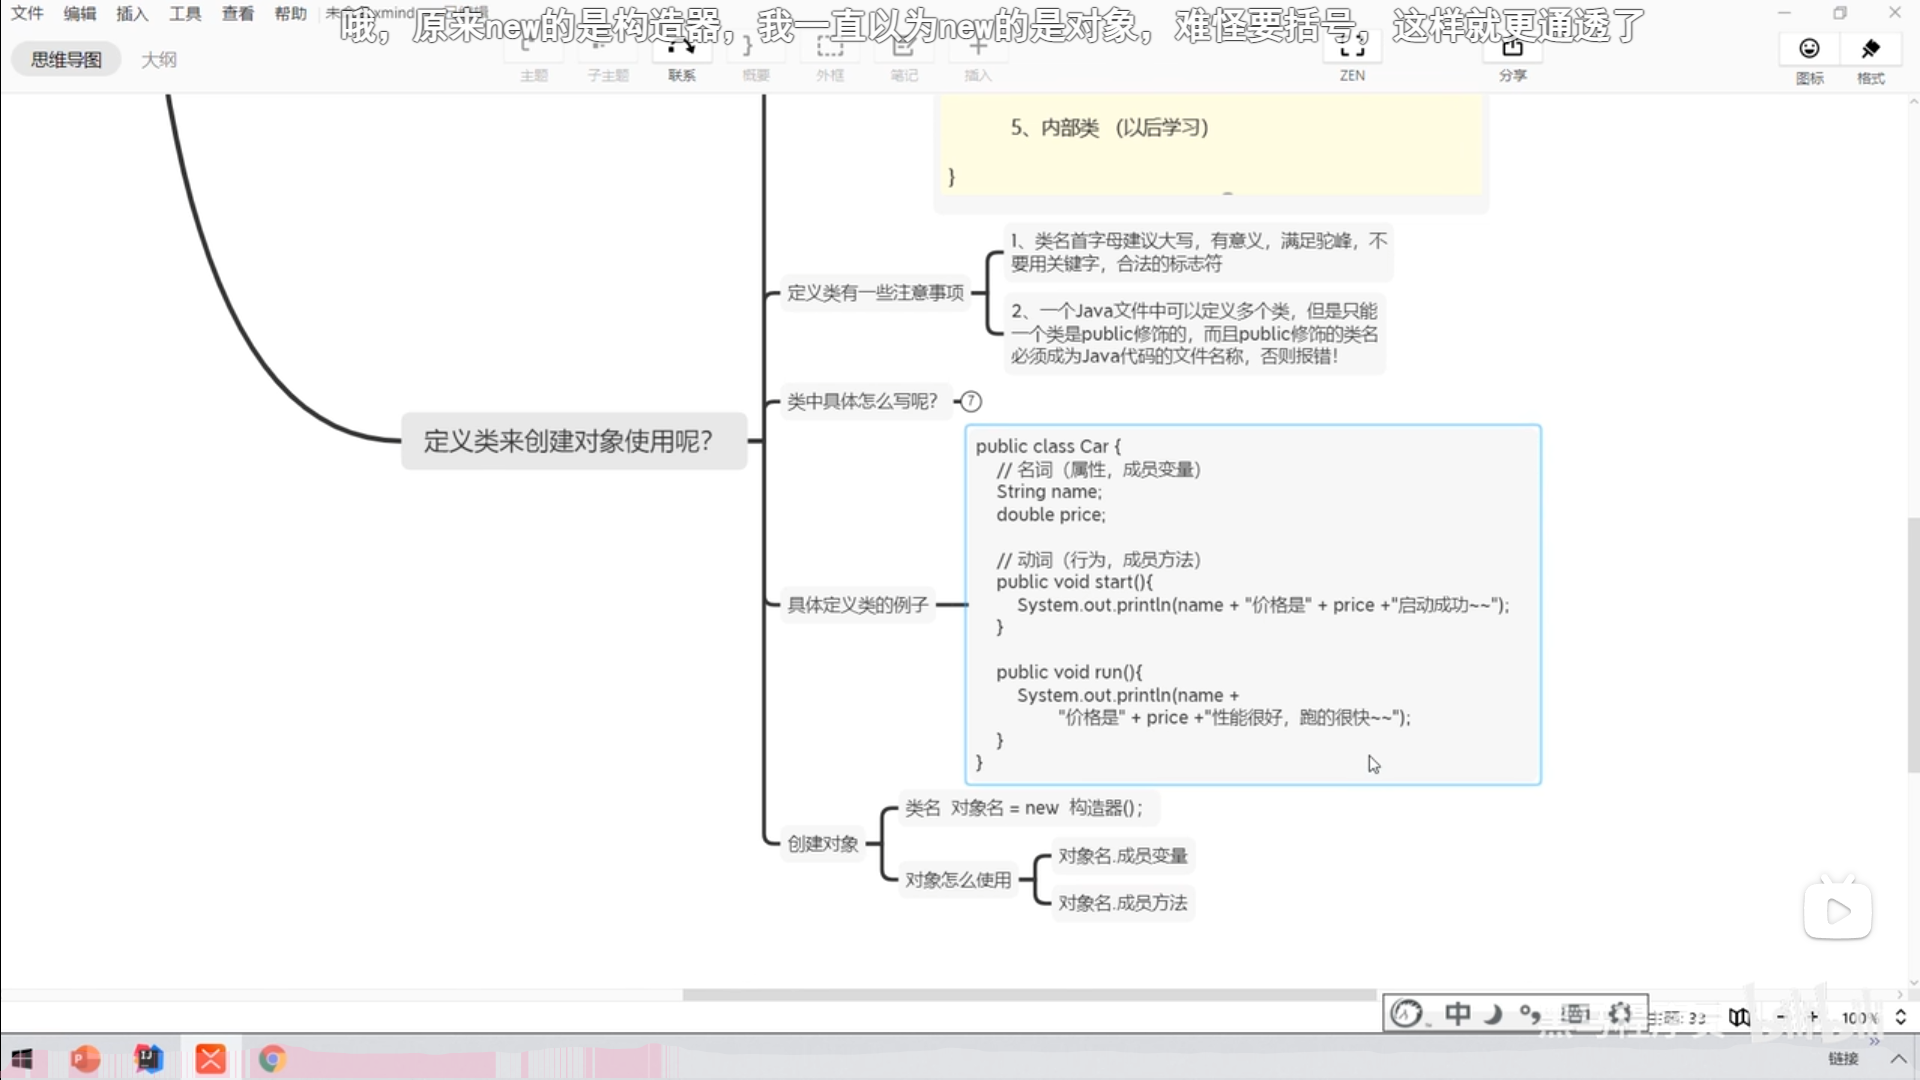 文件 编辑 插入 工具 查看 帮助
哦，原来new的是构造器，我一直以为new的是对象，难怪要括号，这样就更通透了
思维导图 大纲
主题 子主题 联系 概要 外框 笔记 插入 ZEN 分享 图标 格式
5、内部类 （以后学习）
}
定义类有一些注意事项
1、类名首字母建议大写，有意义，满足驼峰，不
要用关键字，合法的标志符
2、一个Java文件中可以定义多个类，但是只能
一个类是public修饰的，而且public修饰的类名
必须成为Java代码的文件名称，否则报错！
类中具体怎么写呢？ 7
定义类来创建对象使用呢？
具体定义类的例子
public class Car {
// 名词（属性，成员变量）
String name;
double price;
// 动词（行为，成员方法）
public void start(){
System.out.println(name + "价格是" + price +"启动成功~~");
}
public void run(){
System.out.println(name +
"价格是" + price +"性能很好，跑的很快~~");
}
}
创建对象
类名 对象名 = new 构造器();
对象怎么使用
对象名.成员变量
对象名.成员方法
中
主题: 33
100%
链接